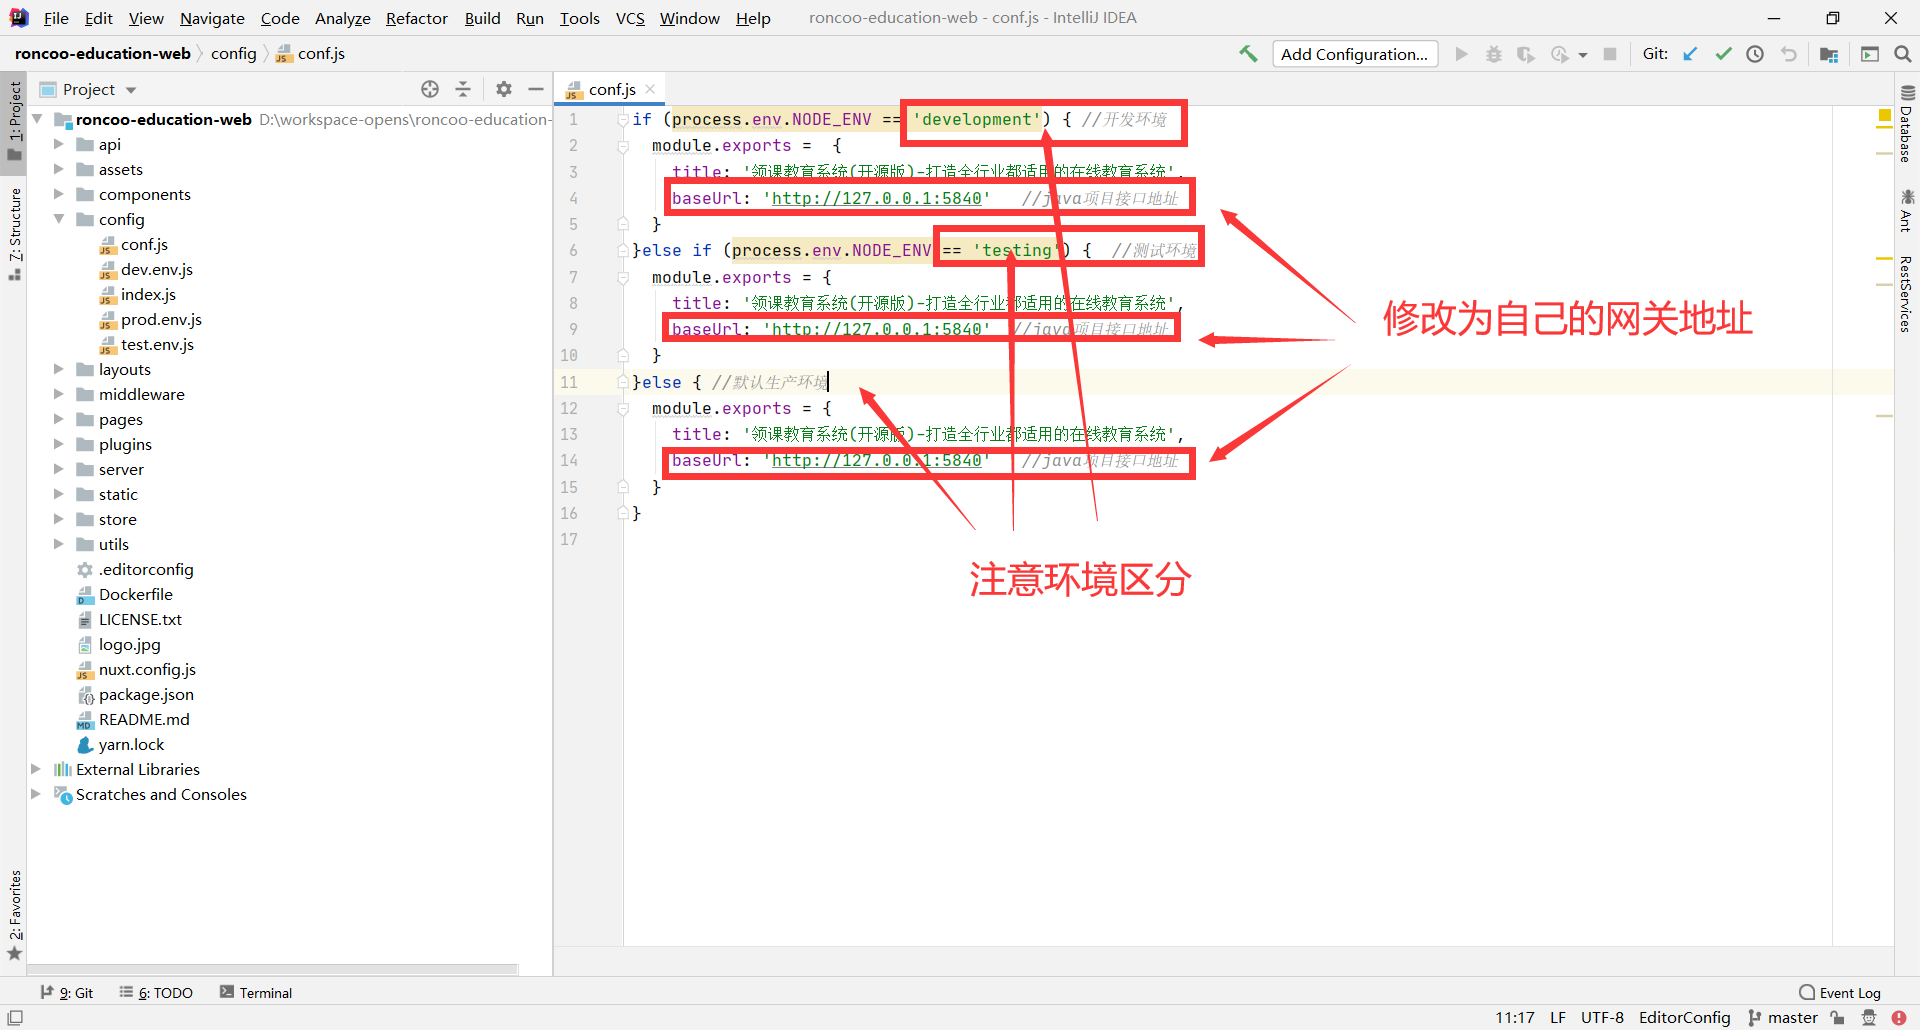 File Edit View Navigate Code Analyze Refactor Build Run Tools VCS Window Help roncoo-education-web - conf.js - IntelliJ IDEA
roncoo-education-web config conf.js Add Configuration... Git:
Project
conf.js
1: Project
7: Structure
2: Favorites
roncoo-education-web D:\workspace-opens\roncoo-education-
api
assets
components
config
conf.js
dev.env.js
index.js
prod.env.js
test.env.js
layouts
middleware
pages
plugins
server
static
store
utils
.editorconfig
Dockerfile
LICENSE.txt
logo.jpg
nuxt.config.js
package.json
README.md
yarn.lock
External Libraries
Scratches and Consoles
1 if (process.env.NODE_ENV == 'development') { //开发环境
2 module.exports = {
3 title: '领课教育系统(开源版)-打造全行业都适用的在线教育系统',
4 baseUrl: 'http://127.0.0.1:5840' //java项目接口地址
5 }
6 }else if (process.env.NODE_ENV == 'testing') { //测试环境
7 module.exports = {
8 title: '领课教育系统(开源版)-打造全行业都适用的在线教育系统',
9 baseUrl: 'http://127.0.0.1:5840' //java项目接口地址
10 }
11 }else { //默认生产环境
12 module.exports = {
13 title: '领课教育系统(开源版)-打造全行业都适用的在线教育系统',
14 baseUrl: 'http://127.0.0.1:5840' //java项目接口地址
15 }
16 }
17
修改为自己的网关地址
注意环境区分
Database
Ant
RestServices
9: Git 6: TODO Terminal Event Log
11:17 LF UTF-8 EditorConfig master